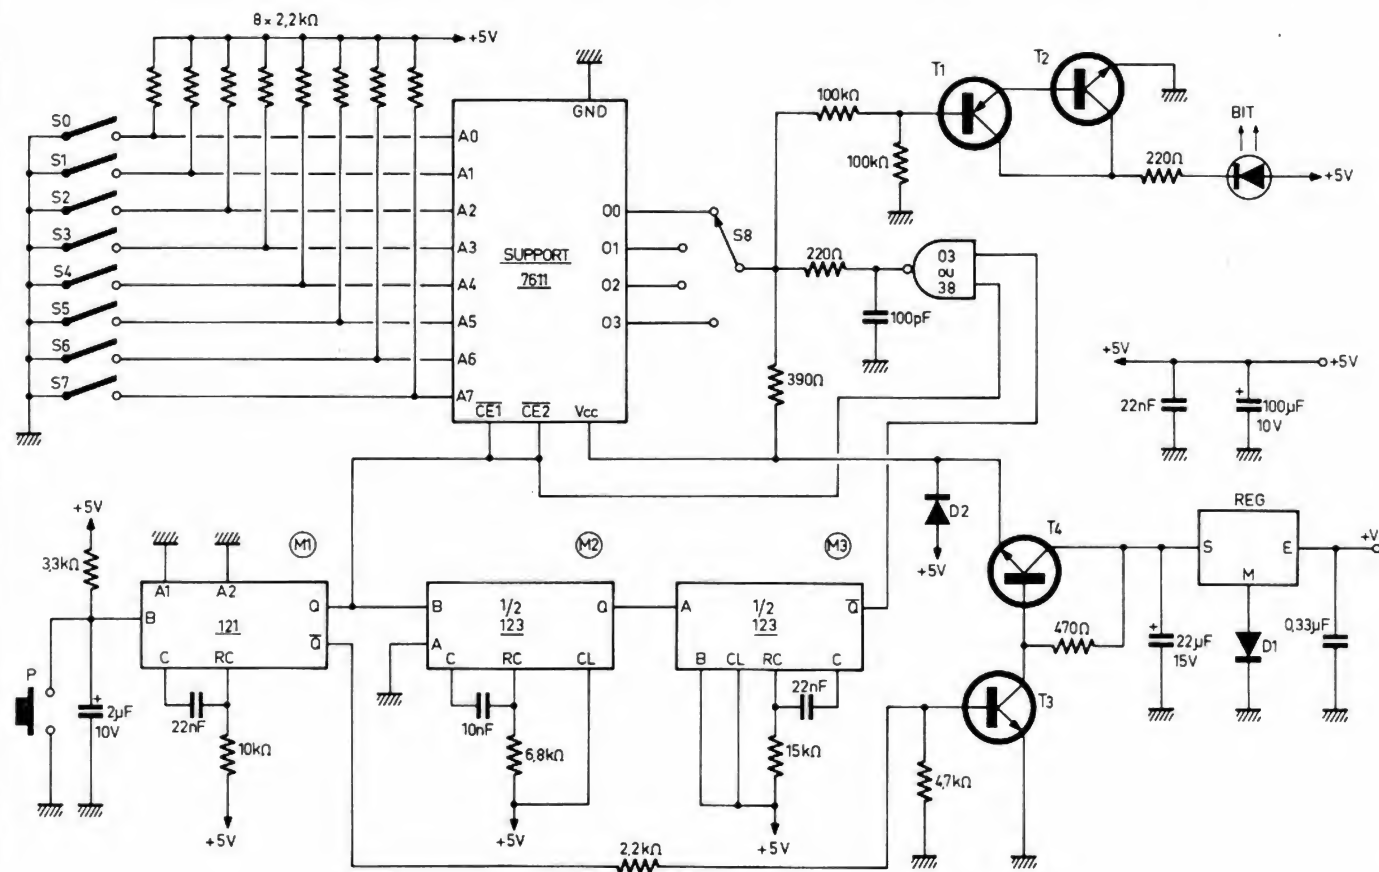 8 × 2,2kΩ
+5V
S0
S1
S2
S3
S4
S5
S6
S7
A0
A1
A2
A3
A4
A5
A6
A7
GND
SUPPORT
7611
O0
O1
O2
O3
CE1
CE2
Vcc
S8
100kΩ
100kΩ
T1
T2
BIT
220Ω
+5V
220Ω
03
ou
38
100pF
390Ω
+5V
+5V
22nF
+
100µF
10V
+5V
3,3kΩ
P
+
2µF
10V
M1
A1
A2
B
121
Q
Q
C
RC
22nF
10kΩ
+5V
M2
B
A
1/2
123
Q
C
RC
CL
10nF
6,8kΩ
+5V
M3
A
1/2
123
Q
B
CL
RC
C
22nF
15kΩ
+5V
2,2kΩ
D2
+5V
T4
470Ω
T3
4,7kΩ
REG
S
E
M
+V
+
22µF
15V
D1
0,33µF